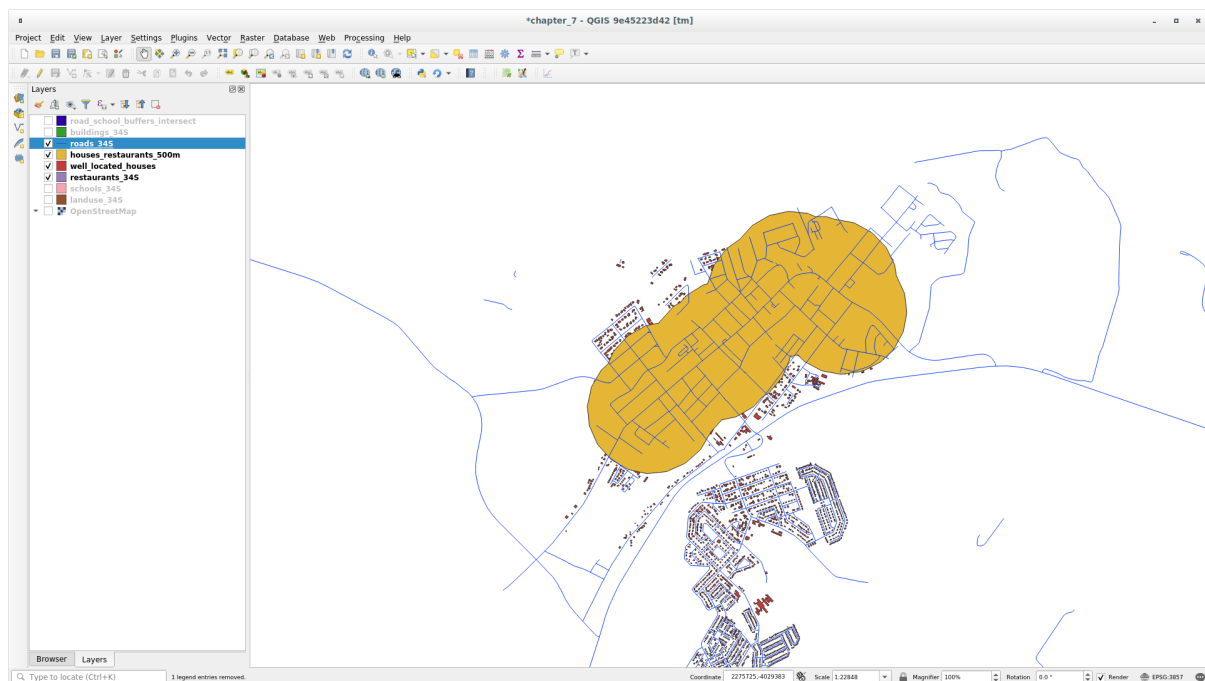 *chapter_7 - QGIS 9e45223d42 [tm]
Project Edit View Layer Settings Plugins Vector Raster Database Web Processing Help
Layers
road_school_buffers_intersect
buildings_34S
roads_34S
houses_restaurants_500m
well_located_houses
restaurants_34S
schools_34S
landuse_34S
OpenStreetMap
Browser Layers
Type to locate (Ctrl+K) 1 legend entries removed. Coordinate 2275725,-4029383 Scale 1:22848 Magnifier 100% Rotation 0.0 ° Render EPSG:3857